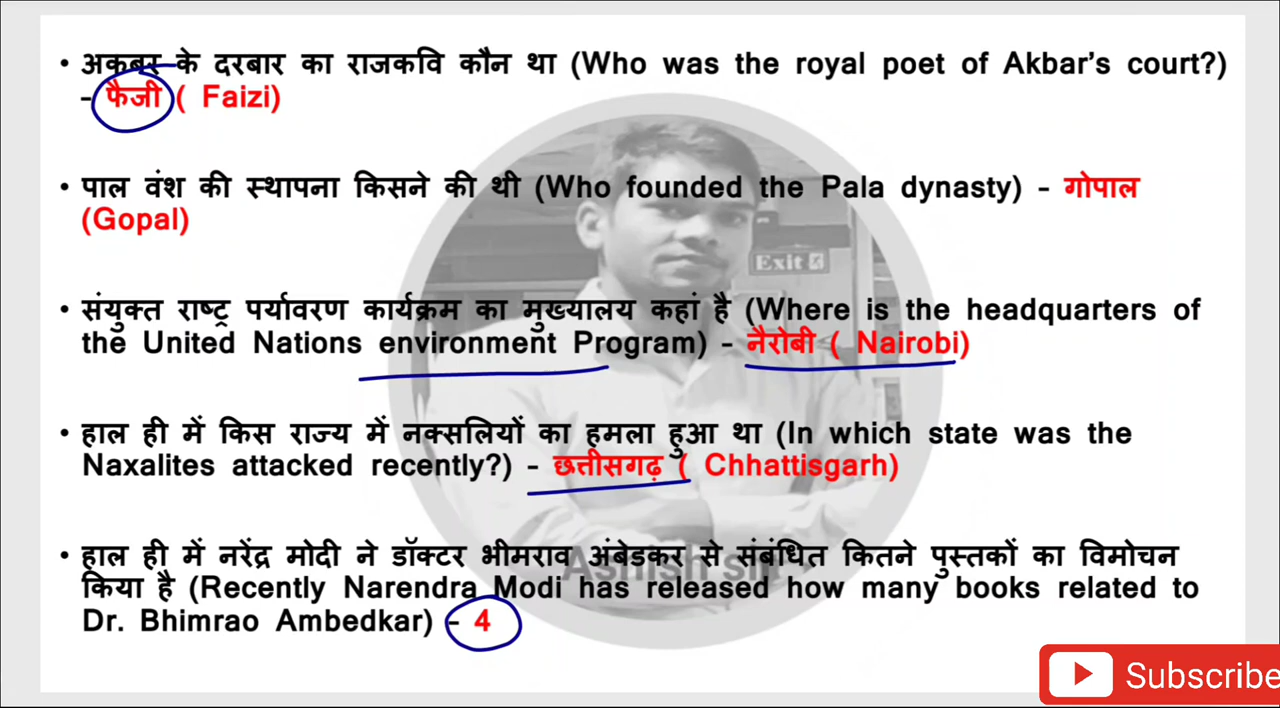 • अकबर के दरबार का राजकवि कौन था (Who was the royal poet of Akbar's court?)
- फैजी ( Faizi)
• पाल वंश की स्थापना किसने की थी (Who founded the Pala dynasty) - गोपाल
(Gopal)
Exit
• संयुक्त राष्ट्र पर्यावरण कार्यक्रम का मुख्यालय कहां है (Where is the headquarters of
the United Nations environment Program) - नैरोबी ( Nairobi)
• हाल ही में किस राज्य में नक्सलियों का हमला हुआ था (In which state was the
Naxalites attacked recently?) - छत्तीसगढ़ ( Chhattisgarh)
• हाल ही में नरेंद्र मोदी ने डॉक्टर भीमराव अंबेडकर से संबंधित कितने पुस्तकों का विमोचन
Ashish sir
किया है (Recently Narendra Modi has released how many books related to
Dr. Bhimrao Ambedkar) - 4
Subscribe